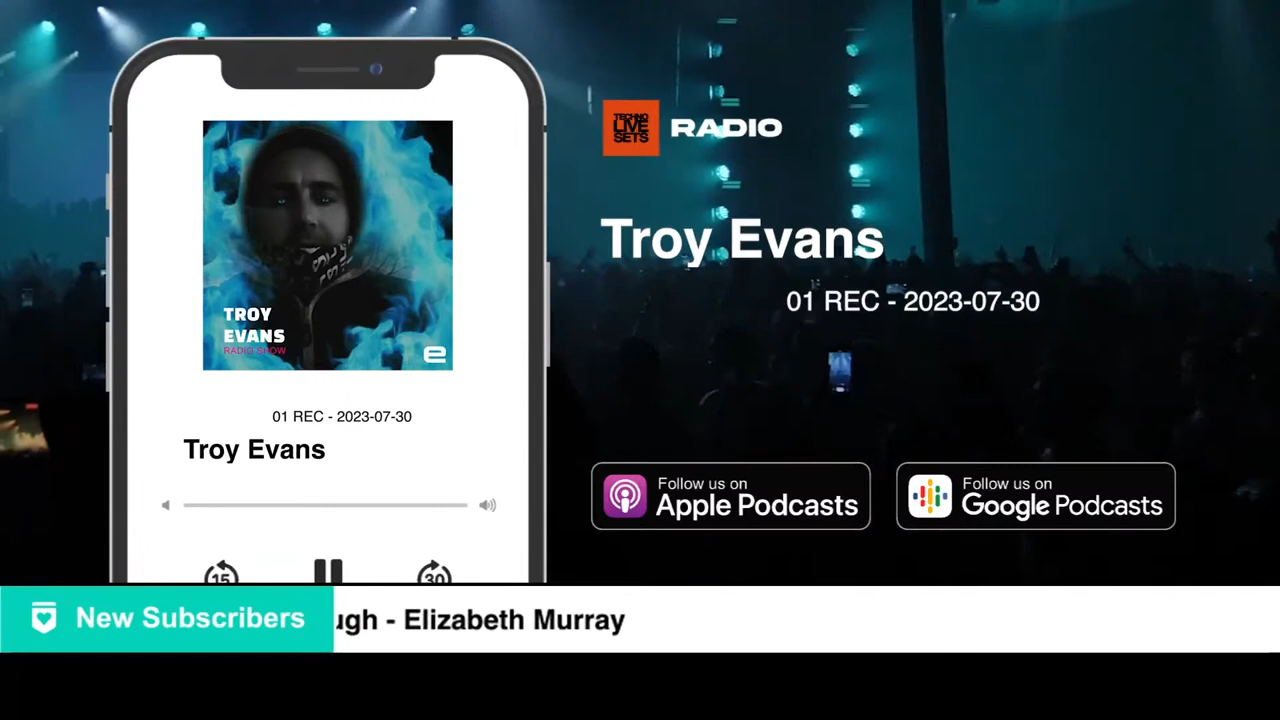 TECHNO
LIVE
SETS
RADIO
Troy Evans
01 REC - 2023-07-30
TROY
EVANS
RADIO SHOW
e
01 REC - 2023-07-30
Troy Evans
15
30
Follow us on
Apple Podcasts
Follow us on
Google Podcasts
New Subscribers
ugh - Elizabeth Murray